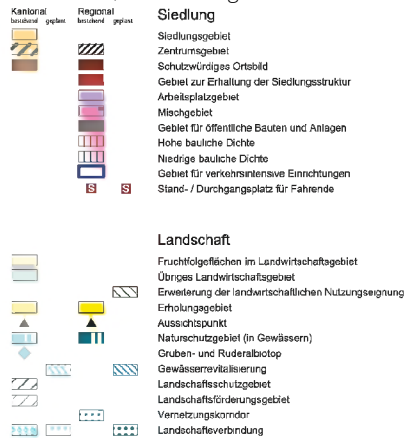 Kantonal Regional Siedlung
bestehend geplant bestehend geplant
Siedlungsgebiet
Zentrumsgebiet
Schutzwürdiges Ortsbild
Gebiet zur Erhaltung der Siedlungsstruktur
Arbeitsplatzgebiet
Mischgebiet
Gebiet für öffentliche Bauten und Anlagen
Hohe bauliche Dichte
Niedrige bauliche Dichte
Gebiet für verkehrsintensive Einrichtungen
S S Stand- / Durchgangsplatz für Fahrende
Landschaft
Fruchtfolgeflächen im Landwirtschaftsgebiet
Übriges Landwirtschaftsgebiet
Erweiterung der landwirtschaftlichen Nutzungseignung
Erholungsgebiet
Aussichtspunkt
Naturschutzgebiet (in Gewässern)
Gruben- und Ruderalbiotop
Gewässerrevitalisierung
Landschaftsschutzgebiet
Landschaftsförderungsgebiet
Vernetzungskorridor
Landschaftsverbindung